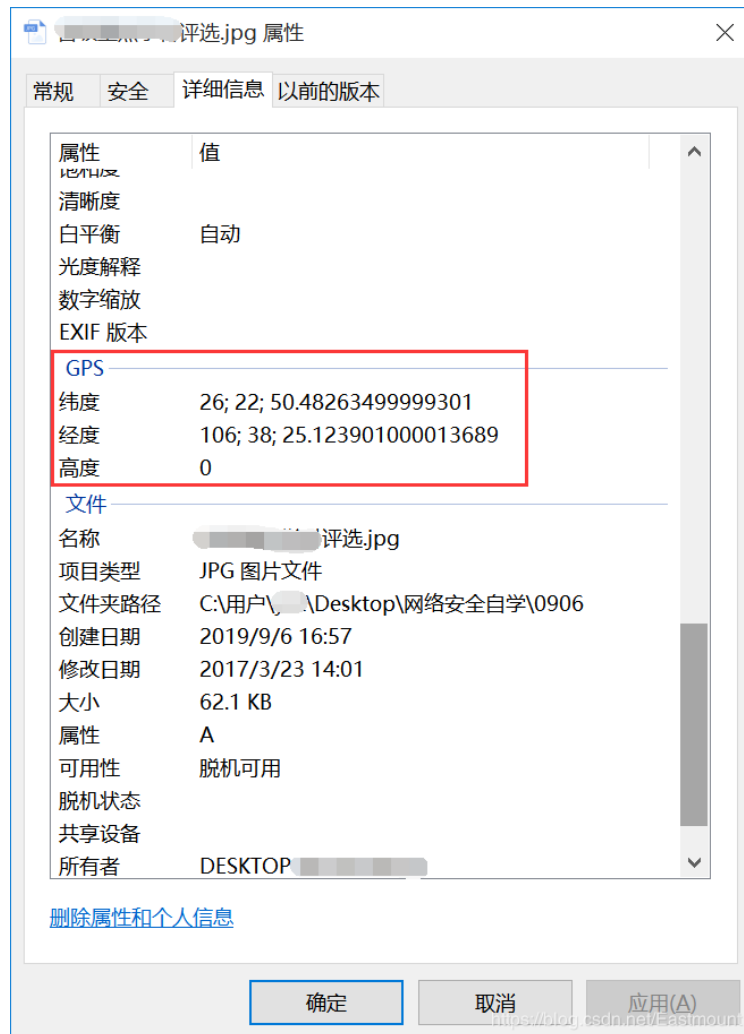 评选.jpg 属性
常规 安全 详细信息 以前的版本
属性 值
饱和度
清晰度
白平衡 自动
光度解释
数字缩放
EXIF 版本
GPS
纬度 26; 22; 50.48263499999301
经度 106; 38; 25.123901000013689
高度 0
文件
名称 评选.jpg
项目类型 JPG 图片文件
文件夹路径 C:\用户\ \Desktop\网络安全自学\0906
创建日期 2019/9/6 16:57
修改日期 2017/3/23 14:01
大小 62.1 KB
属性 A
可用性 脱机可用
脱机状态
共享设备
所有者 DESKTOP
删除属性和个人信息
确定 取消 应用(A)
https://blog.csdn.net/Eastmount